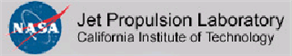 NASA
Jet Propulsion Laboratory
California Institute of Technology